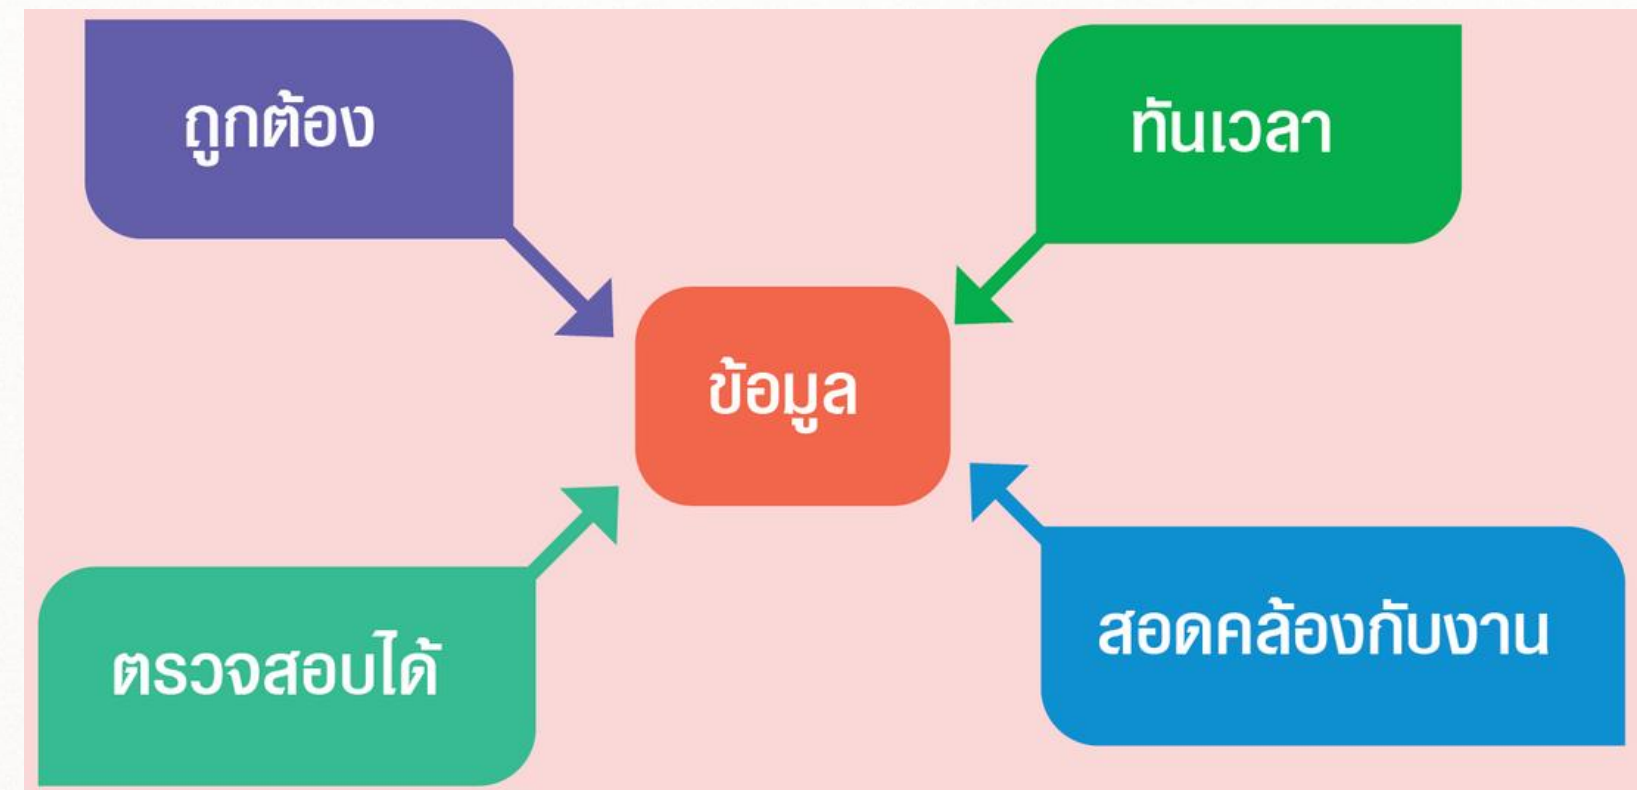 ถูกต้อง
ทันเวลา
ข้อมูล
ตรวจสอบได้
สอดคล้องกับงาน